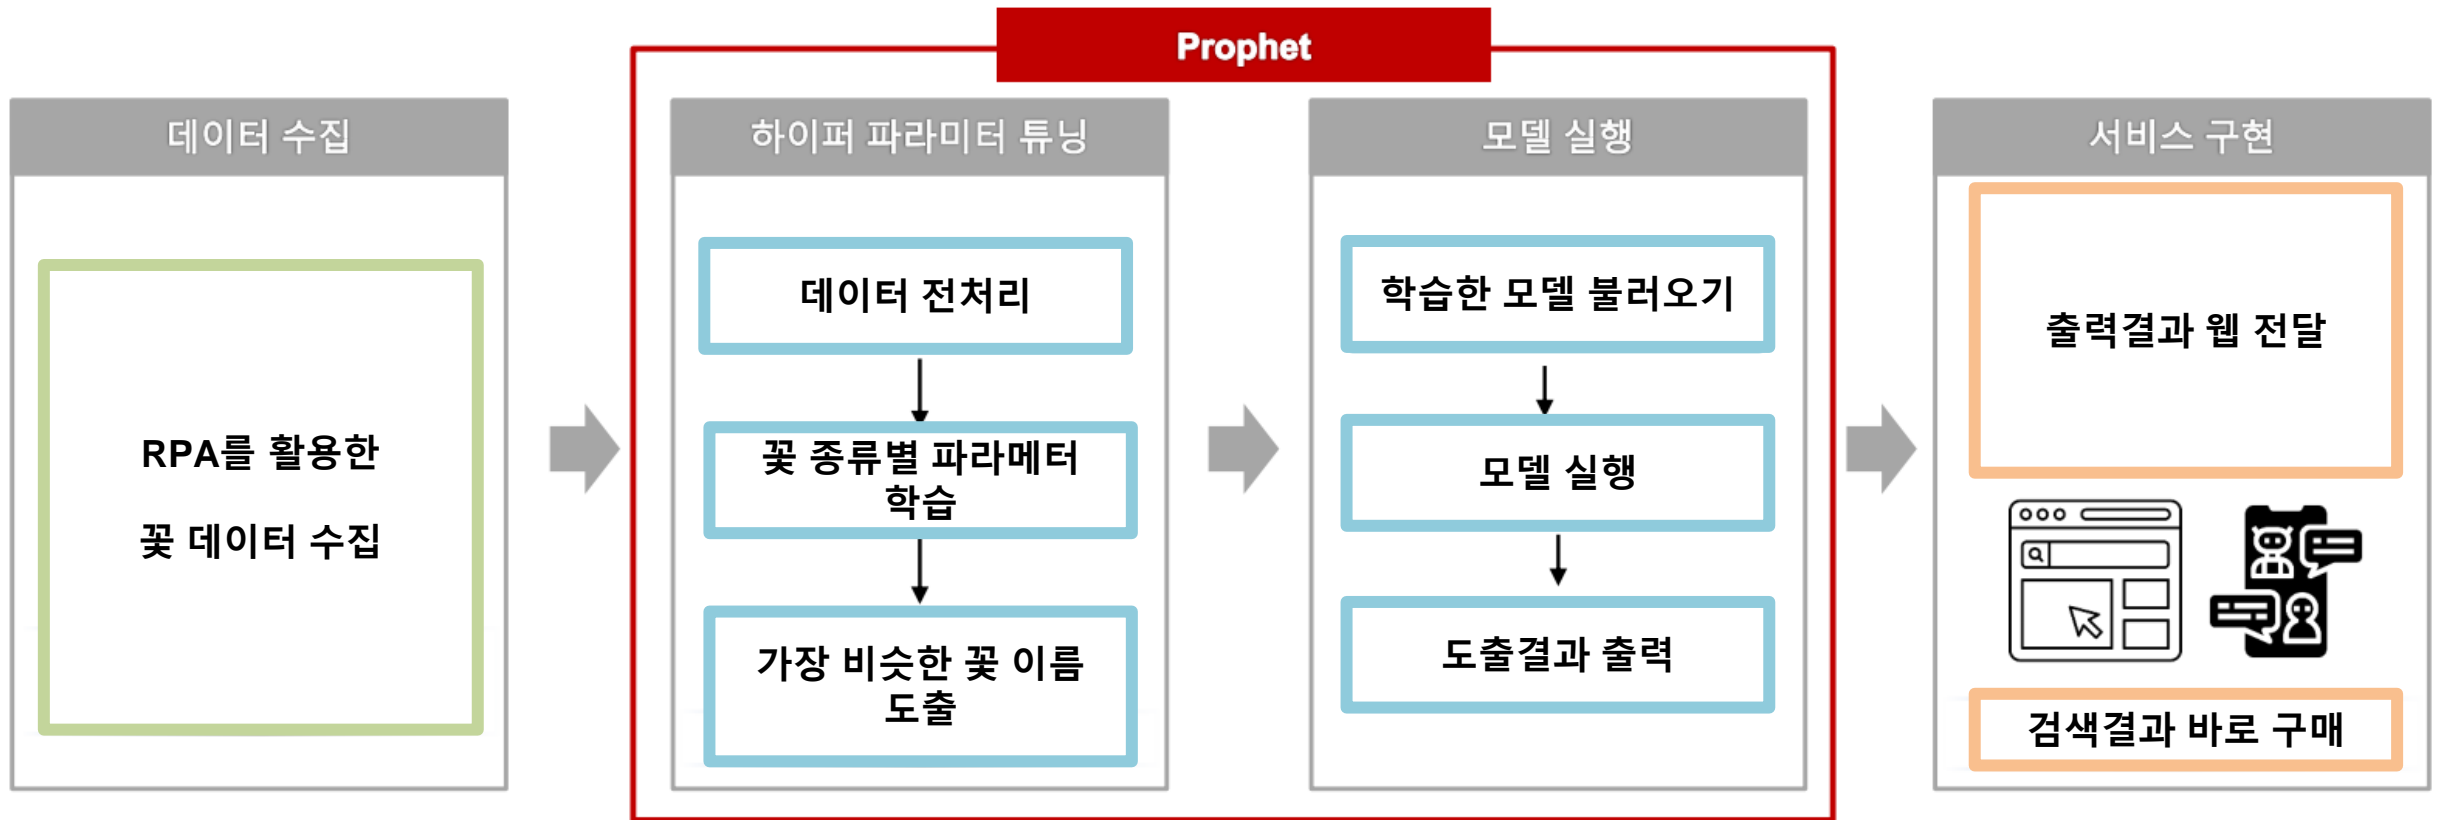 Prophet
데이터 수집
RPA를 활용한
꽃 데이터 수집
하이퍼 파라미터 튜닝
데이터 전처리
꽃 종류별 파라메터
학습
가장 비슷한 꽃 이름
도출
모델 실행
학습한 모델 불러오기
모델 실행
도출결과 출력
서비스 구현
출력결과 웹 전달
검색결과 바로 구매